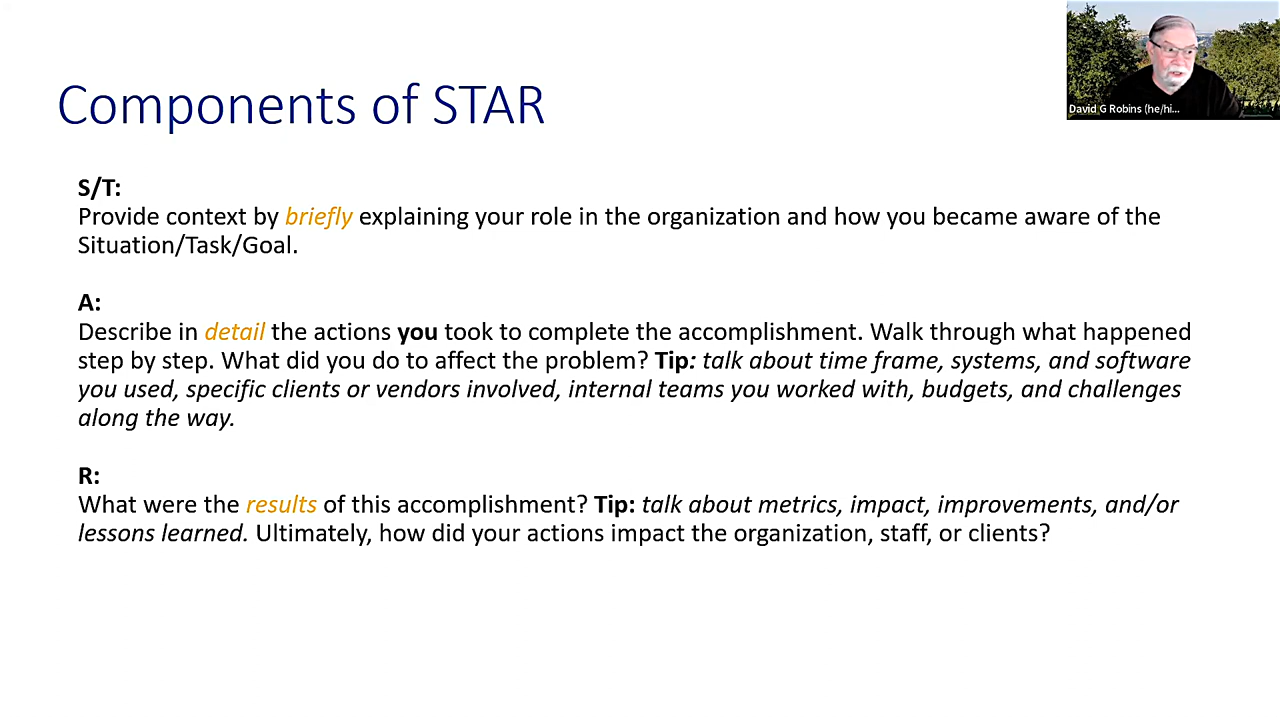 Components of STAR
David G Robins (he/hi...
S/T:
Provide context by briefly explaining your role in the organization and how you became aware of the
Situation/Task/Goal.
A:
Describe in detail the actions you took to complete the accomplishment. Walk through what happened
step by step. What did you do to affect the problem? Tip: talk about time frame, systems, and software
you used, specific clients or vendors involved, internal teams you worked with, budgets, and challenges
along the way.
R:
What were the results of this accomplishment? Tip: talk about metrics, impact, improvements, and/or
lessons learned. Ultimately, how did your actions impact the organization, staff, or clients?